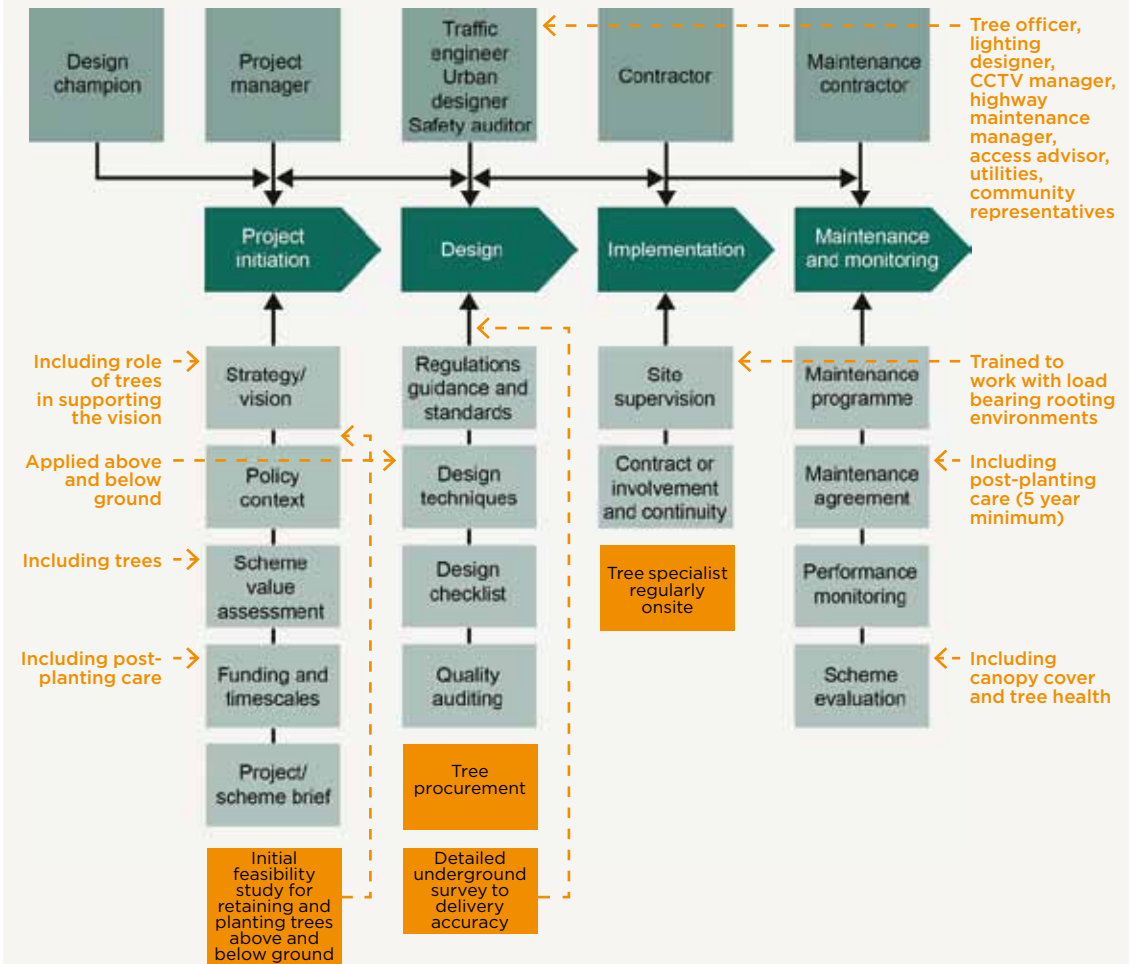 Design
champion
Project
manager
Traffic
engineer
Urban
designer
Safety auditor
Contractor
Maintenance
contractor
Tree officer,
lighting
designer,
CCTV manager,
highway
maintenance
manager,
access advisor,
utilities,
community
representatives
Project
initiation
Design
Implementation
Maintenance
and monitoring
Including role
of trees
in supporting
the vision
Strategy/
vision
Regulations
guidance and
standards
Site
supervision
Maintenance
programme
Trained to
work with load
bearing rooting
environments
Applied above
and below
ground
Policy
context
Design
techniques
Contract or
involvement
and continuity
Maintenance
agreement
Including
post-planting
care (5 year
minimum)
Including trees
Scheme
value
assessment
Design
checklist
Tree specialist
regularly
onsite
Performance
monitoring
Including post-
planting care
Funding and
timescales
Quality
auditing
Scheme
evaluation
Including
canopy cover
and tree health
Project/
scheme brief
Tree
procurement
Initial
feasibility
study for
retaining and
planting trees
above and
below ground
Detailed
underground
survey to
delivery
accuracy